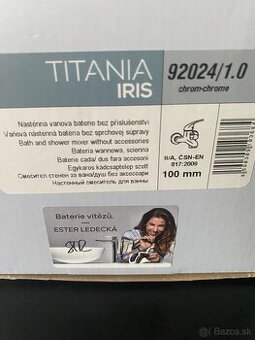 TITANIA
IRIS
92024/1.0
chrom-chrome
Nástěnná vanová baterie bez příslušenství
Vaňová nástenná batéria bez sprchovej súpravy
Bath and shower mixer without accessories
Bateria wannowa, ścienna
Baterie cada/ dus fara accesorii
Egykaros kádcsaptelep szett
Смесител стенен за вана/душ без аксесоари
Настенный смеситель для ванны
II/A, ČSN-EN
817:2009
100 mm
Baterie vítězů.
— ESTER LEDECKÁ
© Bazos.sk